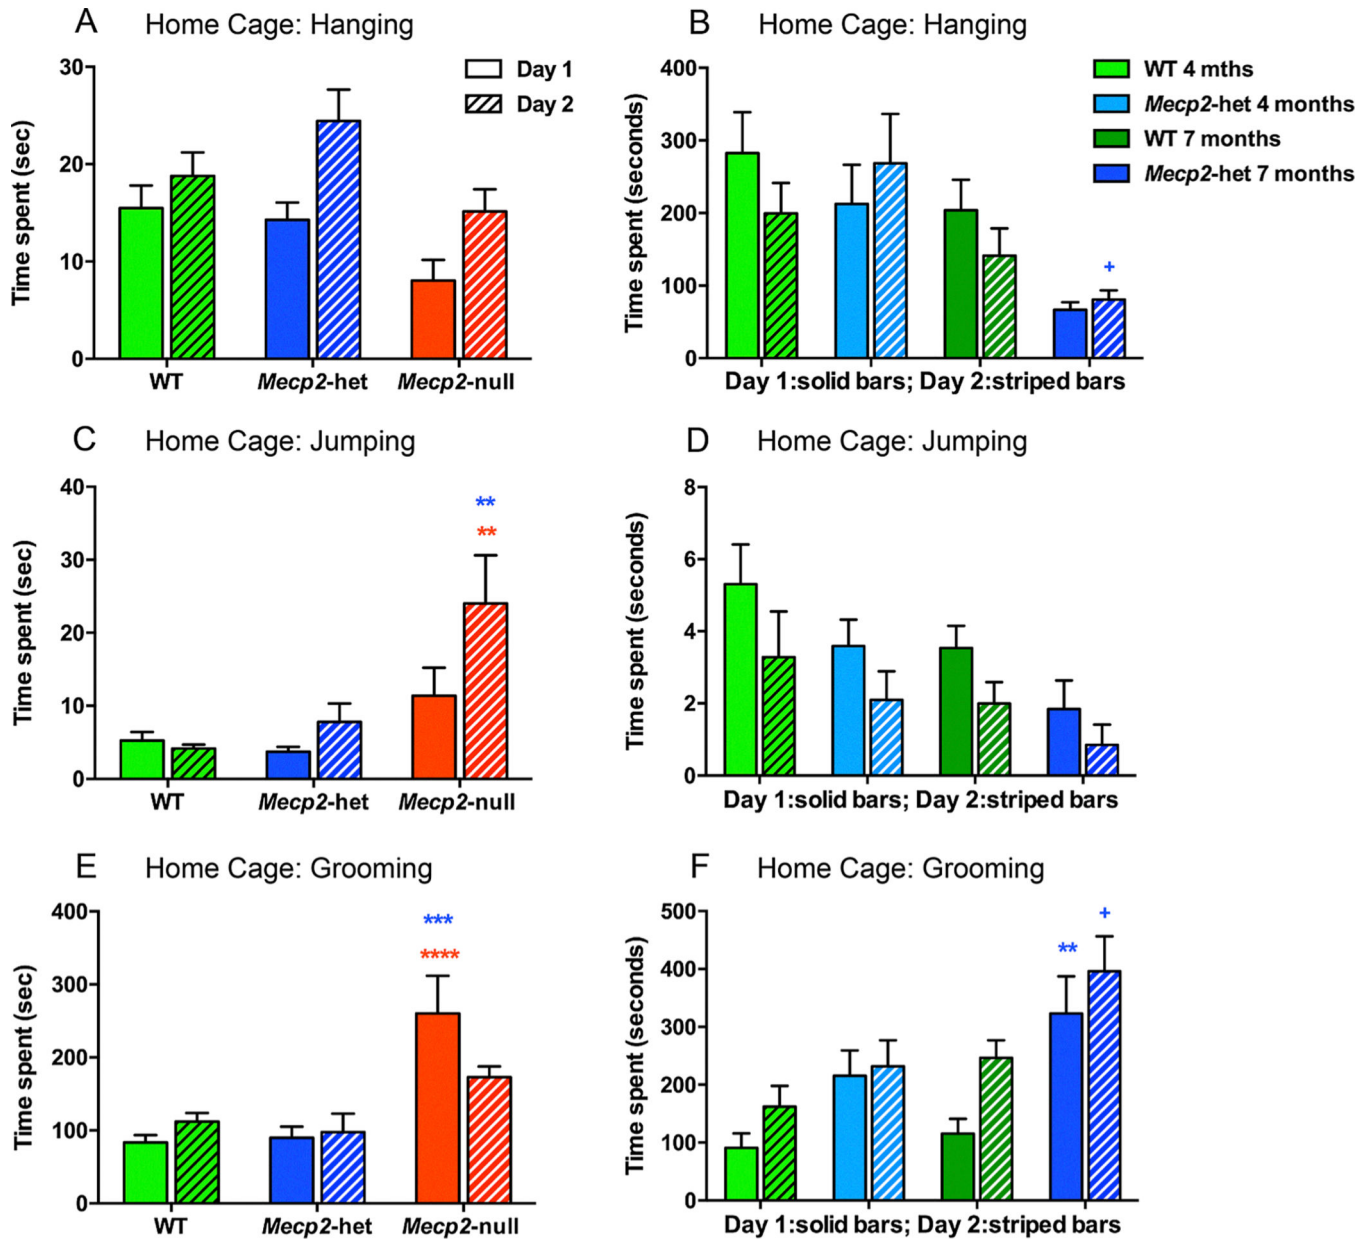 A Home Cage: Hanging
30
20
10
0
Time spent (sec)
Day 1
Day 2
WT Mecp2-het Mecp2-null
B Home Cage: Hanging
400
300
200
100
0
Time spent (seconds)
WT 4 mths
Mecp2-het 4 months
WT 7 months
Mecp2-het 7 months
+
Day 1:solid bars; Day 2:striped bars
C Home Cage: Jumping
40
30
20
10
0
Time spent (sec)
**
**
WT Mecp2-het Mecp2-null
D Home Cage: Jumping
8
6
4
2
0
Time spent (seconds)
Day 1:solid bars; Day 2:striped bars
E Home Cage: Grooming
400
300
200
100
0
Time spent (sec)
***
****
WT Mecp2-het Mecp2-null
F Home Cage: Grooming
500
400
300
200
100
0
Time spent (seconds)
+
**
Day 1:solid bars; Day 2:striped bars